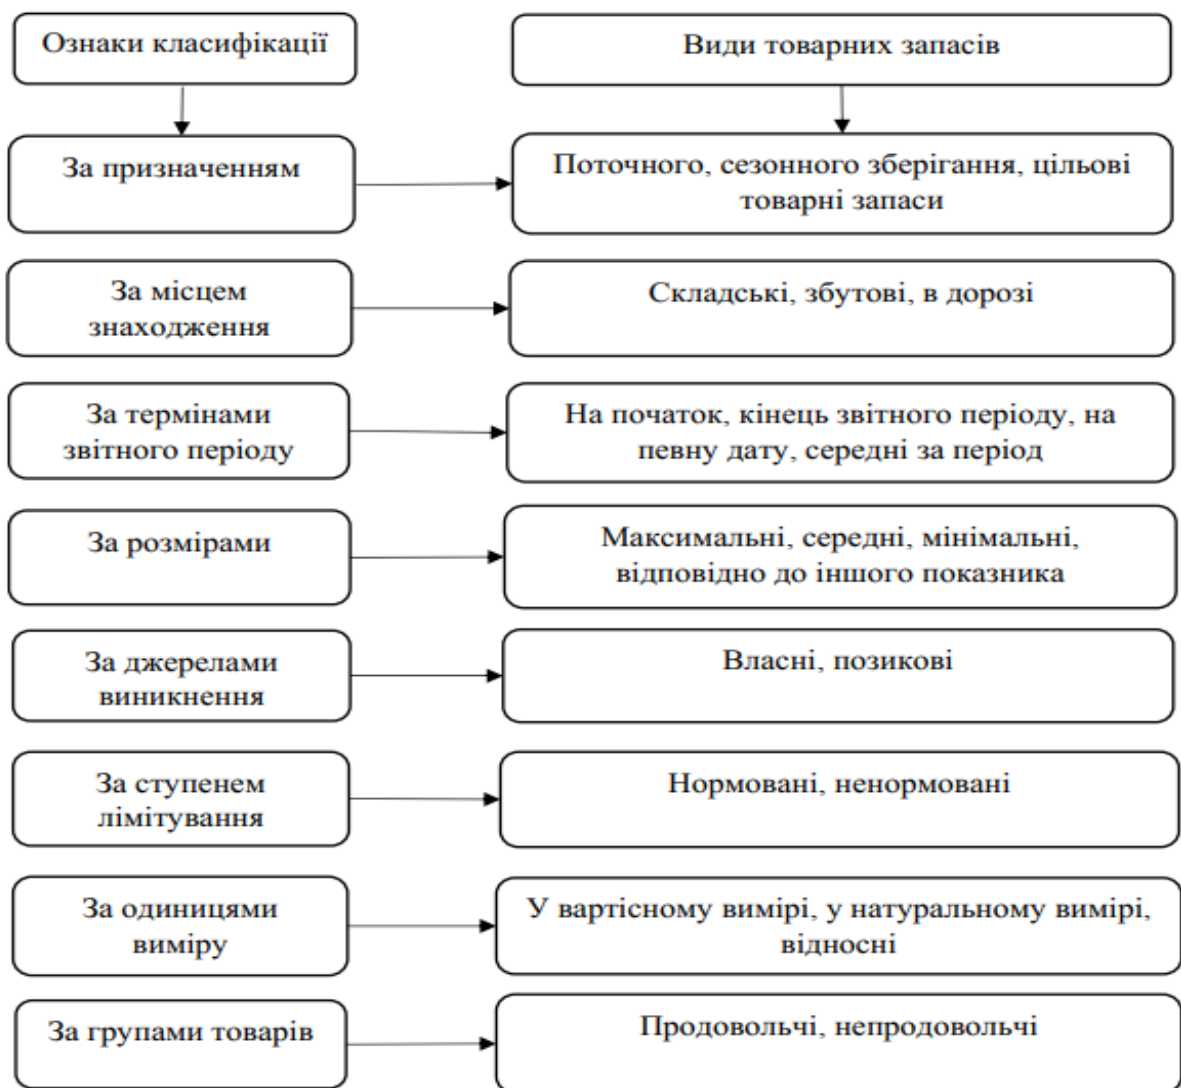 Ознаки класифікації
Види товарних запасів
За призначенням
Поточного, сезонного зберігання, цільові
товарні запаси
За місцем
знаходження
Складські, збутові, в дорозі
За термінами
звітного періоду
На початок, кінець звітного періоду, на
певну дату, середні за період
За розмірами
Максимальні, середні, мінімальні,
відповідно до іншого показника
За джерелами
виникнення
Власні, позикові
За ступенем
лімітування
Нормовані, ненормовані
За одиницями
виміру
У вартісному вимірі, у натуральному вимірі,
відносні
За групами товарів
Продовольчі, непродовольчі